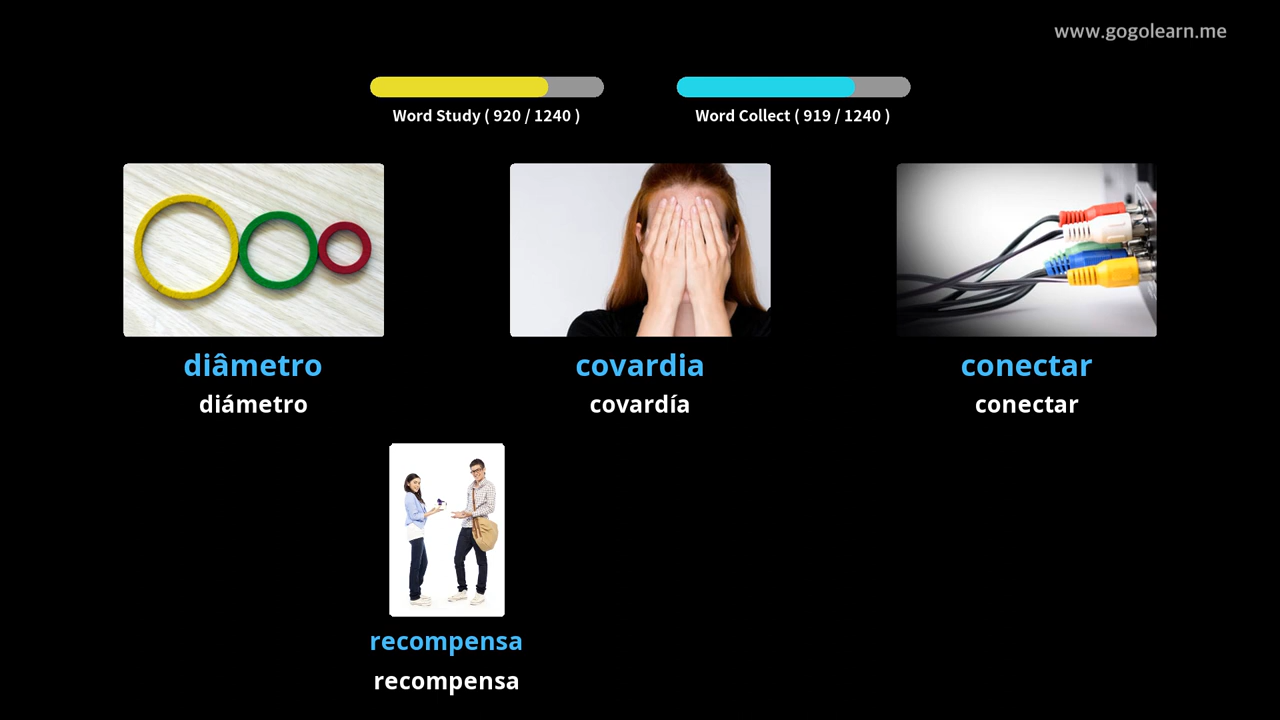 www.gogolearn.me
Word Study ( 920 / 1240 )
Word Collect ( 919 / 1240 )
diâmetro
diámetro
covardia
covardía
conectar
conectar
recompensa
recompensa